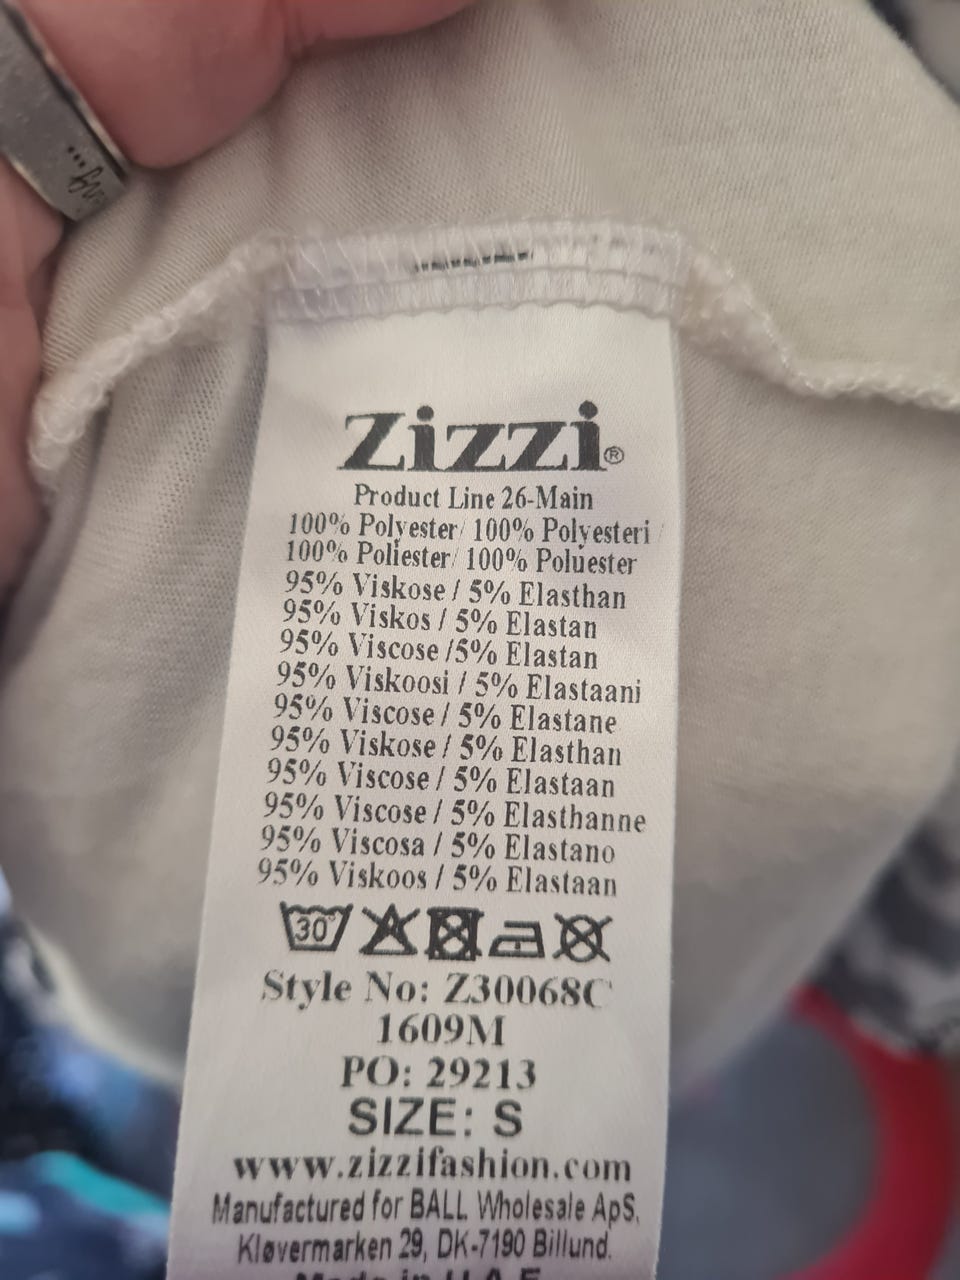 Zizzi®
Product Line 26-Main
100% Polyester/ 100% Polyesteri /
100% Poliester/ 100% Polúester
95% Viskose / 5% Elasthan
95% Viskos / 5% Elastan
95% Viscose /5% Elastan
95% Viskoosi / 5% Elastaani
95% Viscose / 5% Elastane
95% Viskose / 5% Elasthan
95% Viscose / 5% Elastaan
95% Viscose / 5% Elasthanne
95% Viscosa / 5% Elastano
95% Viskoos / 5% Elastaan
30°
Style No: Z30068C
1609M
PO: 29213
SIZE: S
www.zizzifashion.com
Manufactured for BALL Wholesale ApS.
Kløvermarken 29, DK-7190 Billund.
Made in U.A.E